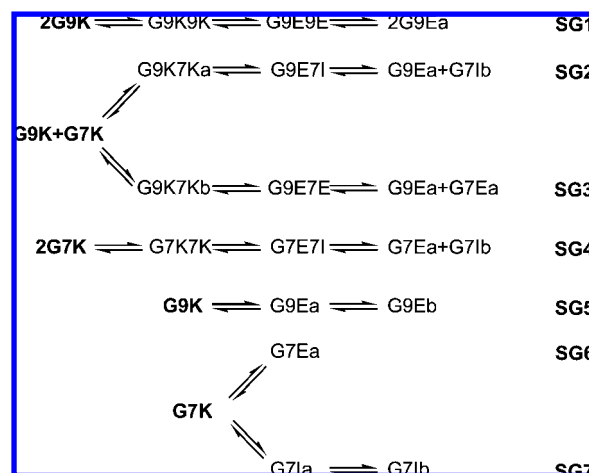 2G9K ⇌ G9K9K ⇌ G9E9E ⇌ 2G9Ea SG1
G9K7Ka ⇌ G9E7I ⇌ G9Ea+G7Ib SG2
G9K+G7K
G9K7Kb ⇌ G9E7E ⇌ G9Ea+G7Ea SG3
2G7K ⇌ G7K7K ⇌ G7E7I ⇌ G7Ea+G7Ib SG4
G9K ⇌ G9Ea ⇌ G9Eb SG5
G7Ea SG6
G7K
G7Ia ⇌ G7Ib SG7